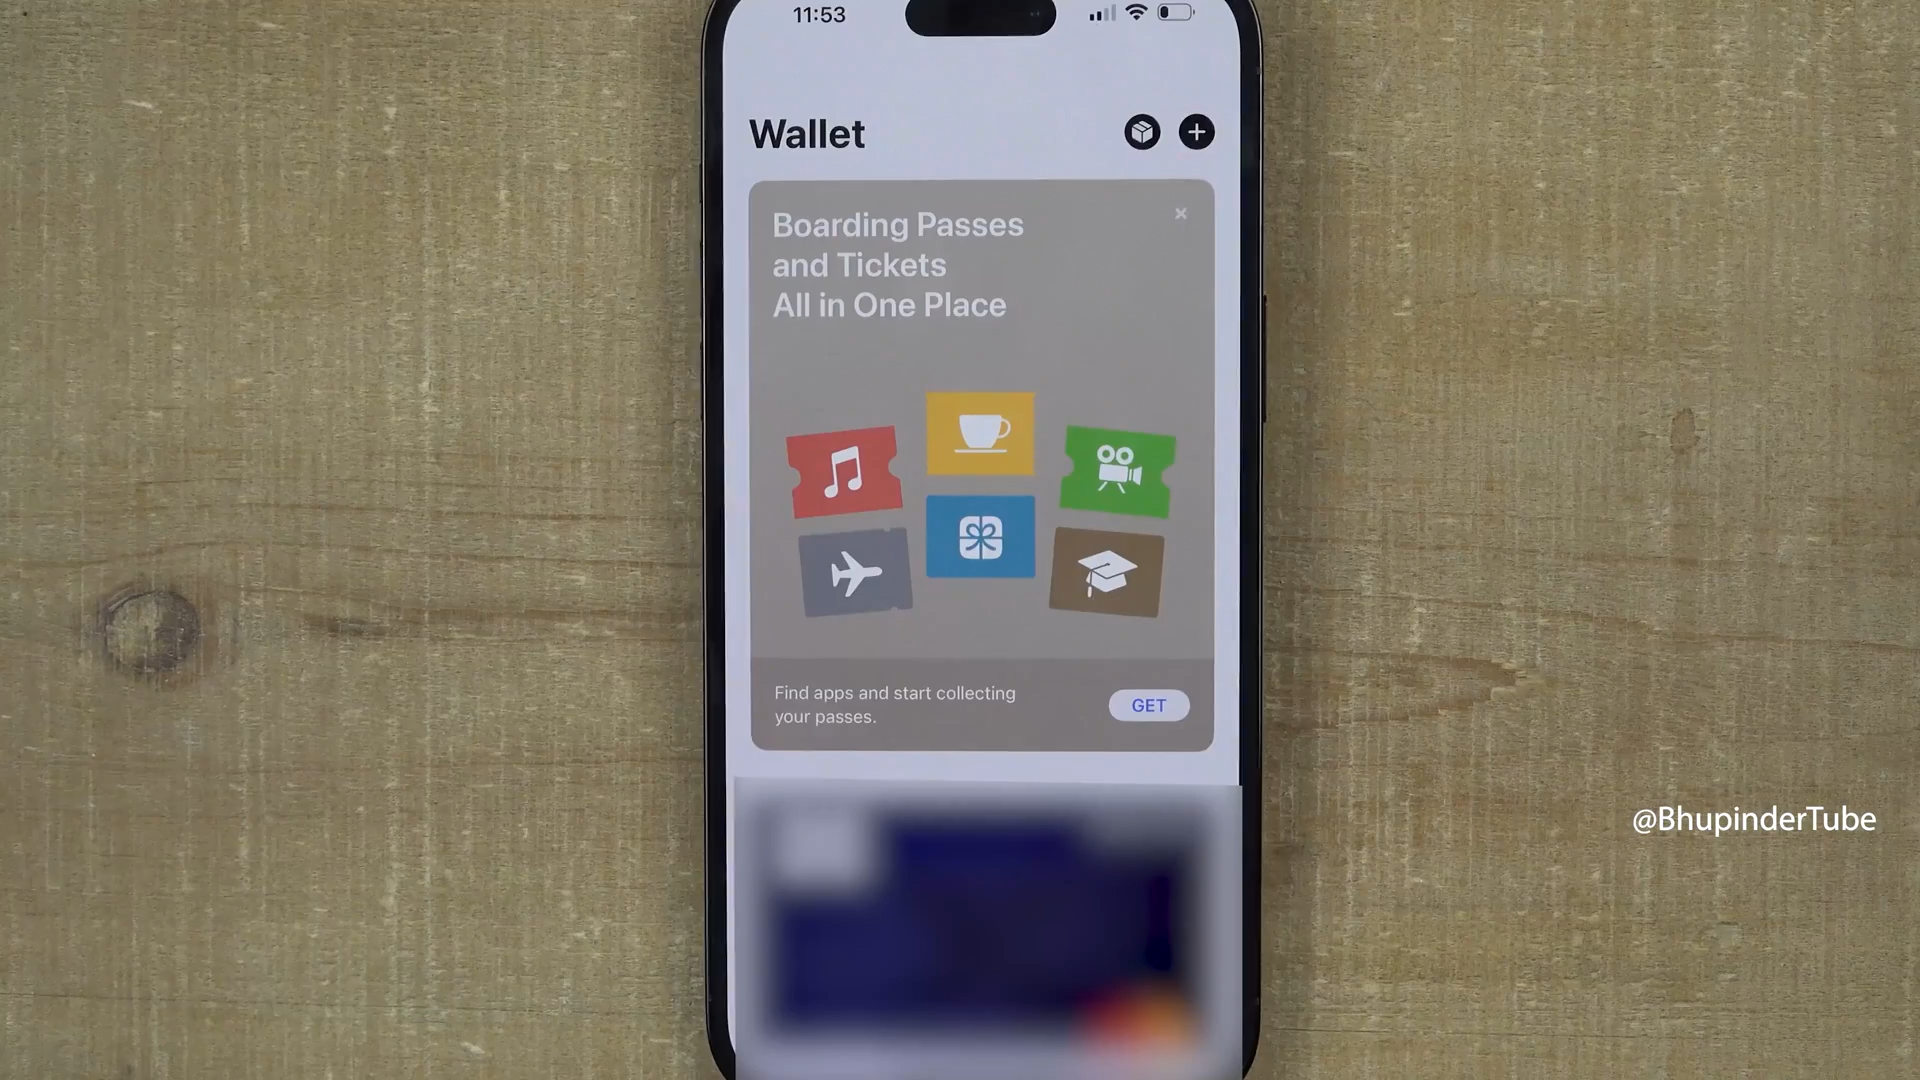 11:53
Wallet
Boarding Passes
and Tickets
All in One Place
Find apps and start collecting
your passes.
GET
@BhupinderTube